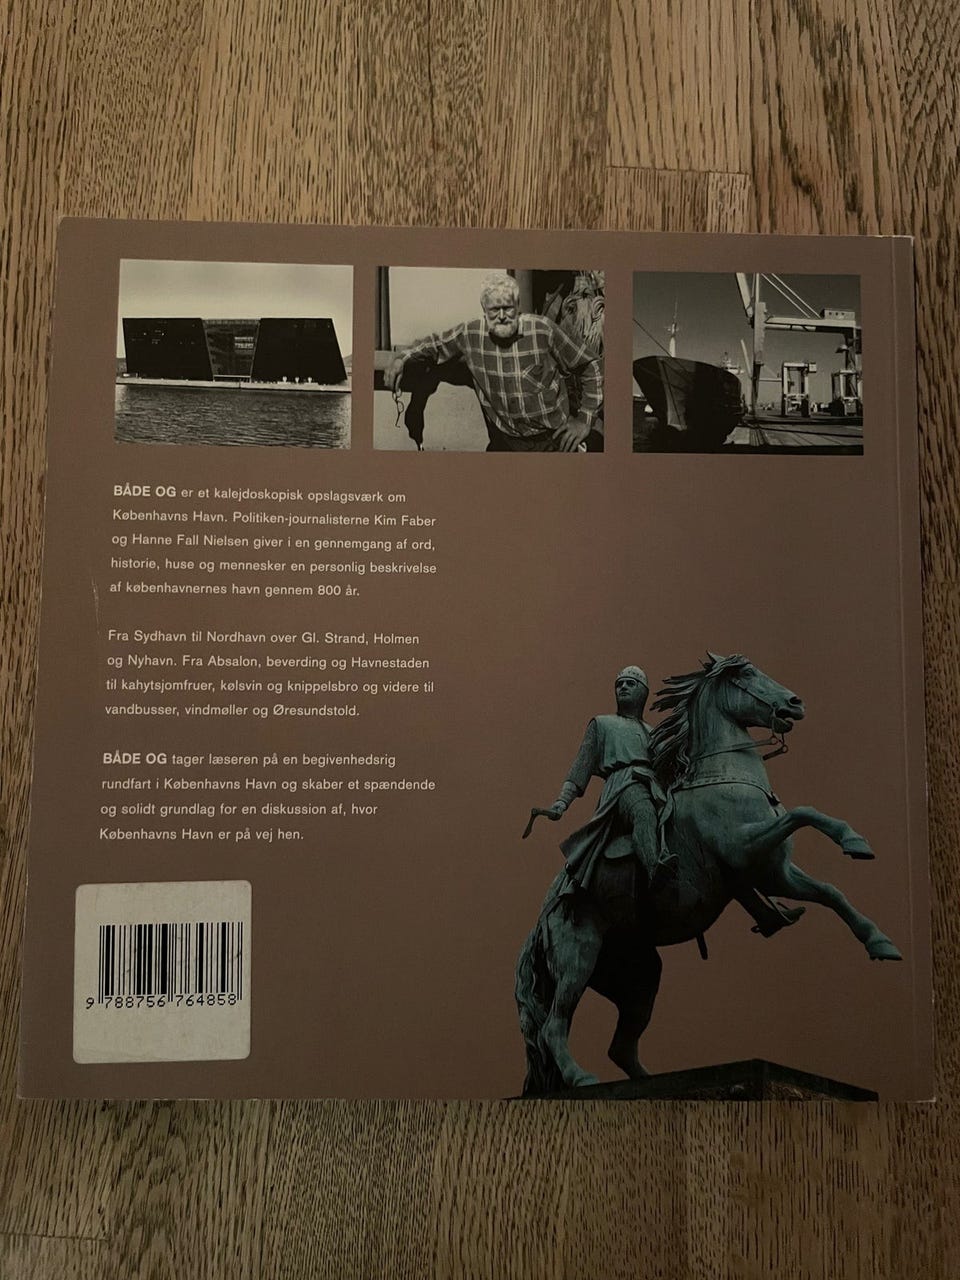 BÅDE OG er et kalejdoskopisk opslagsværk om
Københavns Havn. Politiken-journalisterne Kim Faber
og Hanne Fall Nielsen giver i en gennemgang af ord,
historie, huse og mennesker en personlig beskrivelse
af københavnernes havn gennem 800 år.
Fra Sydhavn til Nordhavn over Gl. Strand, Holmen
og Nyhavn. Fra Absalon, beverding og Havnestaden
til kahytsjomfruer, kølsvin og knippelsbro og videre til
vandbusser, vindmøller og Øresundstold.
BÅDE OG tager læseren på en begivenhedsrig
rundfart i Københavns Havn og skaber et spændende
og solidt grundlag for en diskussion af, hvor
Københavns Havn er på vej hen.
9 788756 764858